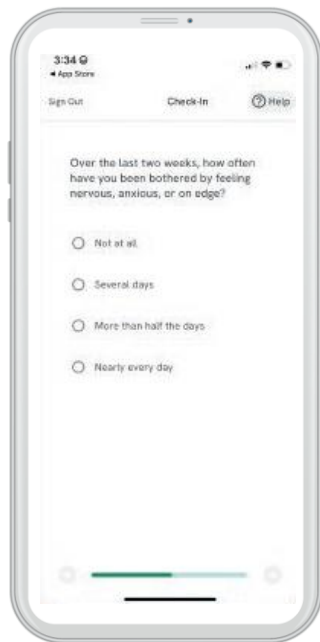 3:34
◀ App Store
Sign Out Check-In ? Help
Over the last two weeks, how often
have you been bothered by feeling
nervous, anxious, or on edge?
Not at all
Several days
More than half the days
Nearly every day